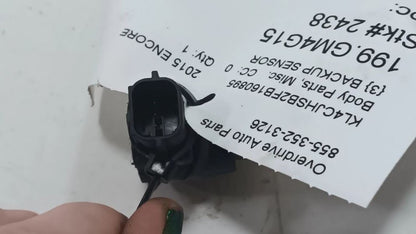 Overdrive Auto Parts
855-352-3126
KL4CJHSB2FB160895
Body Parts, Misc. CC: 0
(3) BACKUP SENSOR
2015 ENCORE
Qty: 1
199.GM4G15
Stk# 2438